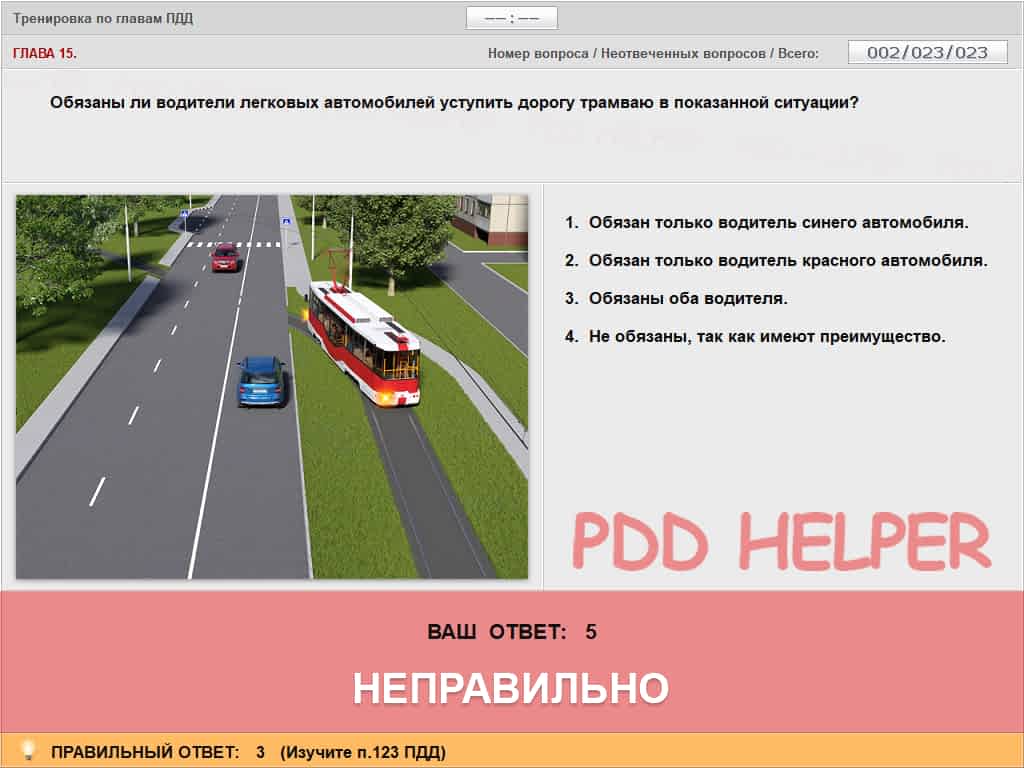 Тренировка по главам ПДД
—— : ——
ГЛАВА 15.
Номер вопроса / Неотвеченных вопросов / Всего: 002/023/023
Обязаны ли водители легковых автомобилей уступить дорогу трамваю в показанной ситуации?
1. Обязан только водитель синего автомобиля.
2. Обязан только водитель красного автомобиля.
3. Обязаны оба водителя.
4. Не обязаны, так как имеют преимущество.
PDD HELPER
ВАШ ОТВЕТ: 5
НЕПРАВИЛЬНО
ПРАВИЛЬНЫЙ ОТВЕТ: 3 (Изучите п.123 ПДД)